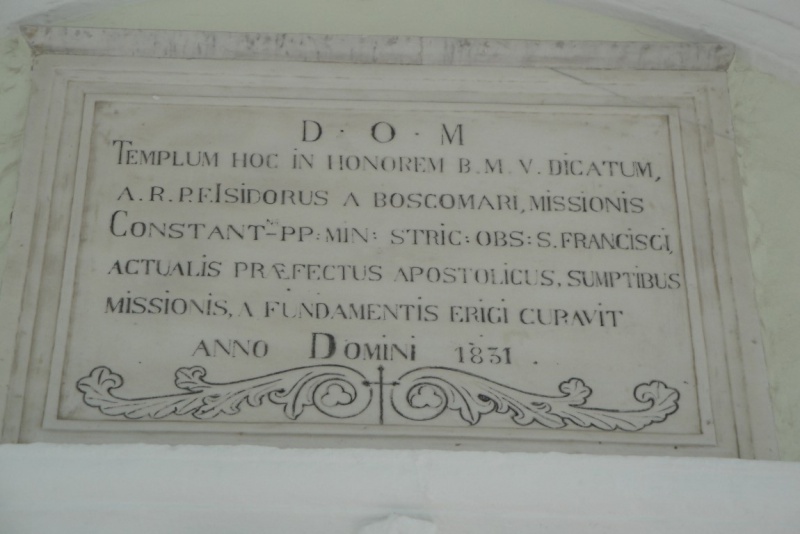 D · O · M
TEMPLUM HOC IN HONOREM B.M.V. DICATUM,
A.R.P.F. ISIDORUS A BOSCOMARI, MISSIONIS
CONSTANT-PP: MIN: STRIC: OBS: S. FRANCISCI,
ACTUALIS PRÆFECTUS APOSTOLICUS, SUMPTIBUS
MISSIONIS, A FUNDAMENTIS ERIGI CURAVIT
ANNO DOMINI 1831.